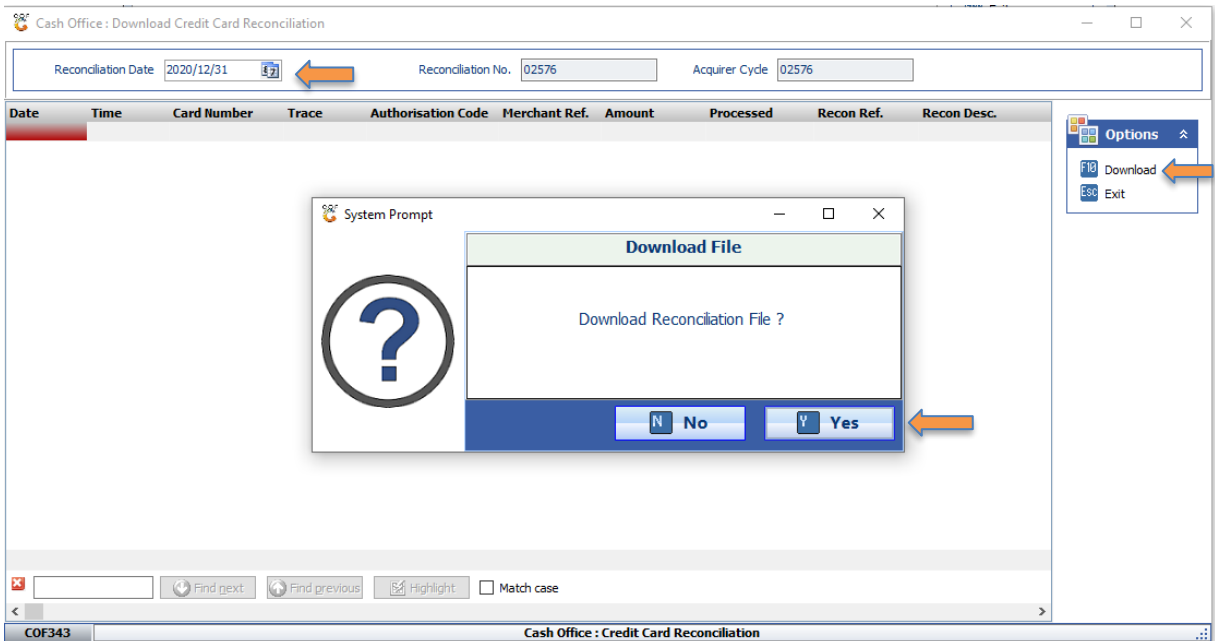 Cash Office : Download Credit Card Reconciliation
Reconciliation Date 2020/12/31 Reconciliation No. 02576 Acquirer Cycle 02576
Date Time Card Number Trace Authorisation Code Merchant Ref. Amount Processed Recon Ref. Recon Desc.
Options
F10 Download
Esc Exit
System Prompt
Download File
Download Reconciliation File ?
N No Y Yes
Find next Find previous Highlight Match case
COF343 Cash Office : Credit Card Reconciliation